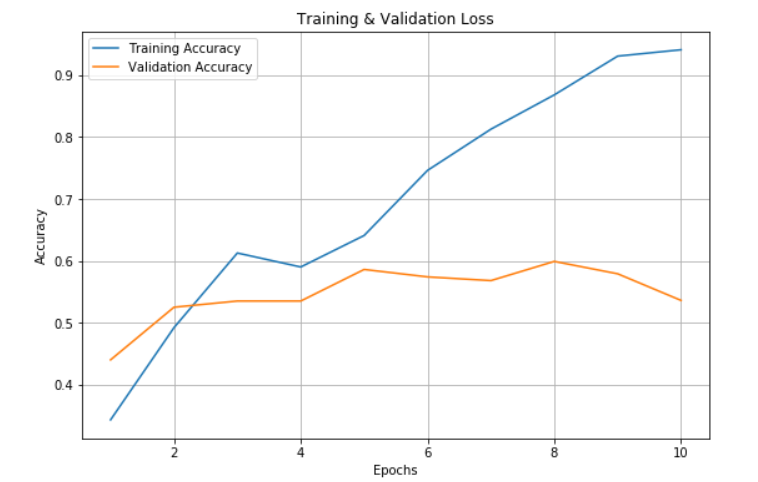 Training & Validation Loss
Training Accuracy
Validation Accuracy
0.9
0.8
0.7
0.6
0.5
0.4
Accuracy
2 4 6 8 10
Epochs